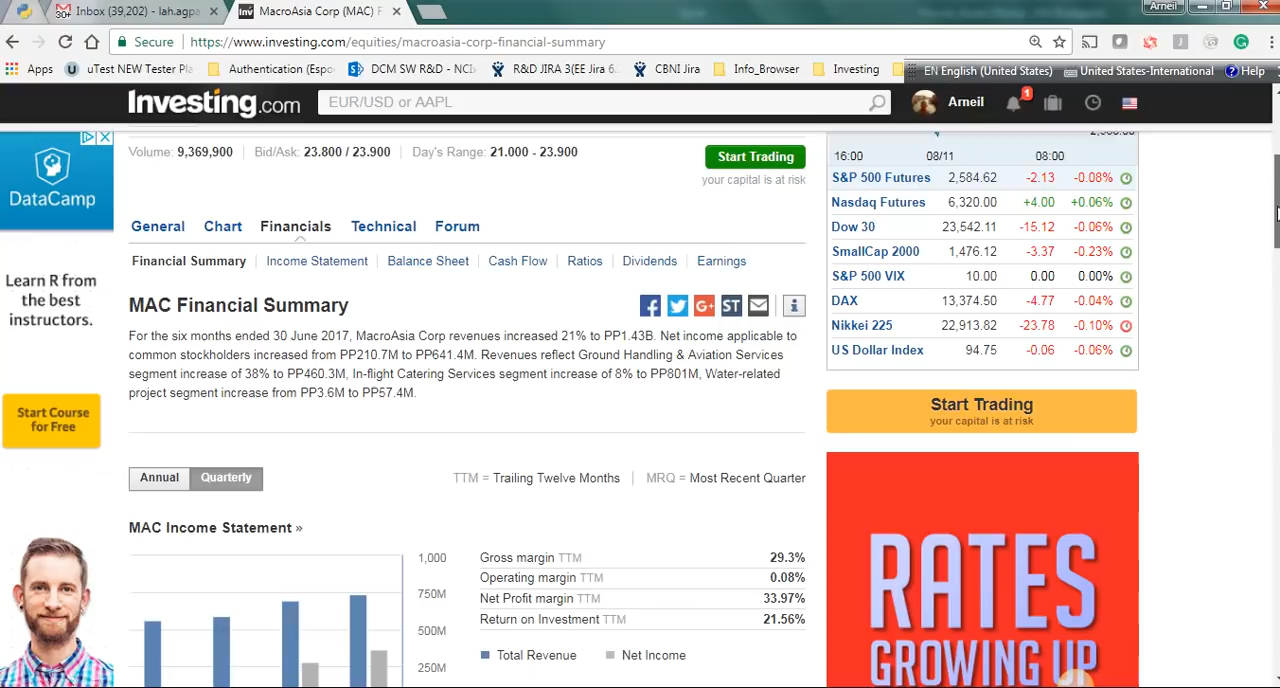 Inbox (39,202) - lah.agpa
MacroAsia Corp (MAC) F
Arneil
Secure
https://www.investing.com/equities/macroasia-corp-financial-summary
Apps
uTest NEW Tester Pla
Authentication (Espo
DCM SW R&D - NCI
R&D JIRA 3(EE Jira 6.
CBNI Jira
Info_Browser
Investing
EN English (United States)
United States-International
Help
Investing.com
EUR/USD or AAPL
Arneil
1
Volume: 9,369,900
Bid/Ask: 23.800 / 23.900
Day's Range: 21.000 - 23.900
Start Trading
your capital is at risk
General
Chart
Financials
Technical
Forum
Financial Summary
Income Statement
Balance Sheet
Cash Flow
Ratios
Dividends
Earnings
MAC Financial Summary
ST
For the six months ended 30 June 2017, MacroAsia Corp revenues increased 21% to PP1.43B. Net income applicable to
common stockholders increased from PP210.7M to PP641.4M. Revenues reflect Ground Handling & Aviation Services
segment increase of 38% to PP460.3M, In-flight Catering Services segment increase of 8% to PP801M, Water-related
project segment increase from PP3.6M to PP57.4M.
Annual
Quarterly
TTM = Trailing Twelve Months
MRQ = Most Recent Quarter
MAC Income Statement »
1,000
750M
500M
250M
Gross margin TTM 29.3%
Operating margin TTM 0.08%
Net Profit margin TTM 33.97%
Return on Investment TTM 21.56%
Total Revenue
Net Income
16:00 08/11 08:00
S&P 500 Futures 2,584.62 -2.13 -0.08%
Nasdaq Futures 6,320.00 +4.00 +0.06%
Dow 30 23,542.11 -15.12 -0.06%
SmallCap 2000 1,476.12 -3.37 -0.23%
S&P 500 VIX 10.00 0.00 0.00%
DAX 13,374.50 -4.77 -0.04%
Nikkei 225 22,913.82 -23.78 -0.10%
US Dollar Index 94.75 -0.06 -0.06%
Start Trading
your capital is at risk
RATES
GROWING UP
DataCamp
Learn R from
the best
instructors.
Start Course
for Free